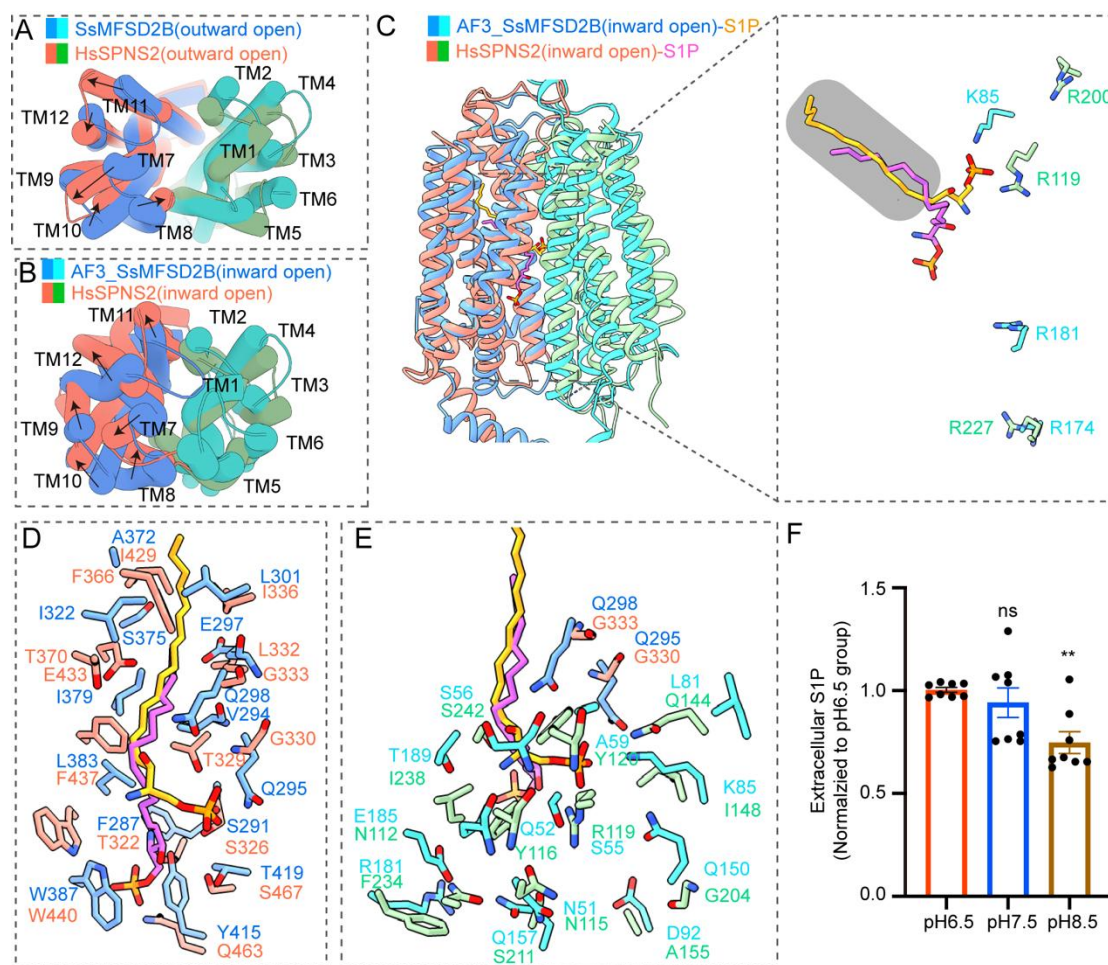 A
SsMFSD2B(outward open)
HsSPNS2(outward open)
TM2
TM4
TM11
TM12
TM1
TM3
TM7
TM9
TM6
TM10
TM8
TM5
B
AF3_SsMFSD2B(inward open)
HsSPNS2(inward open)
TM11
TM2
TM4
TM12
TM1
TM3
TM9
TM7
TM6
TM10
TM8
TM5
C
AF3_SsMFSD2B(inward open)-S1P
HsSPNS2(inward open)-S1P
R200
K85
R119
R181
R227
R174
D
A372
I429
F366
L301
I336
I322
S375
E297
T370
E433
L332
G333
I379
Q298
V294
G330
T329
L383
F437
Q295
F287
T322
S291
S326
W387
W440
T419
S467
Y415
Q463
E
Q298
G333
Q295
G330
S56
S242
L81
Q144
T189
I238
A59
Y120
K85
I148
E185
N112
Q52
Y116
R119
S55
R181
F234
Q150
G204
N51
N115
Q157
S211
D92
A155
F
Extracellular S1P
(Normalzied to pH6.5 group)
1.5
1.0
0.5
0.0
ns
**
pH6.5
pH7.5
pH8.5